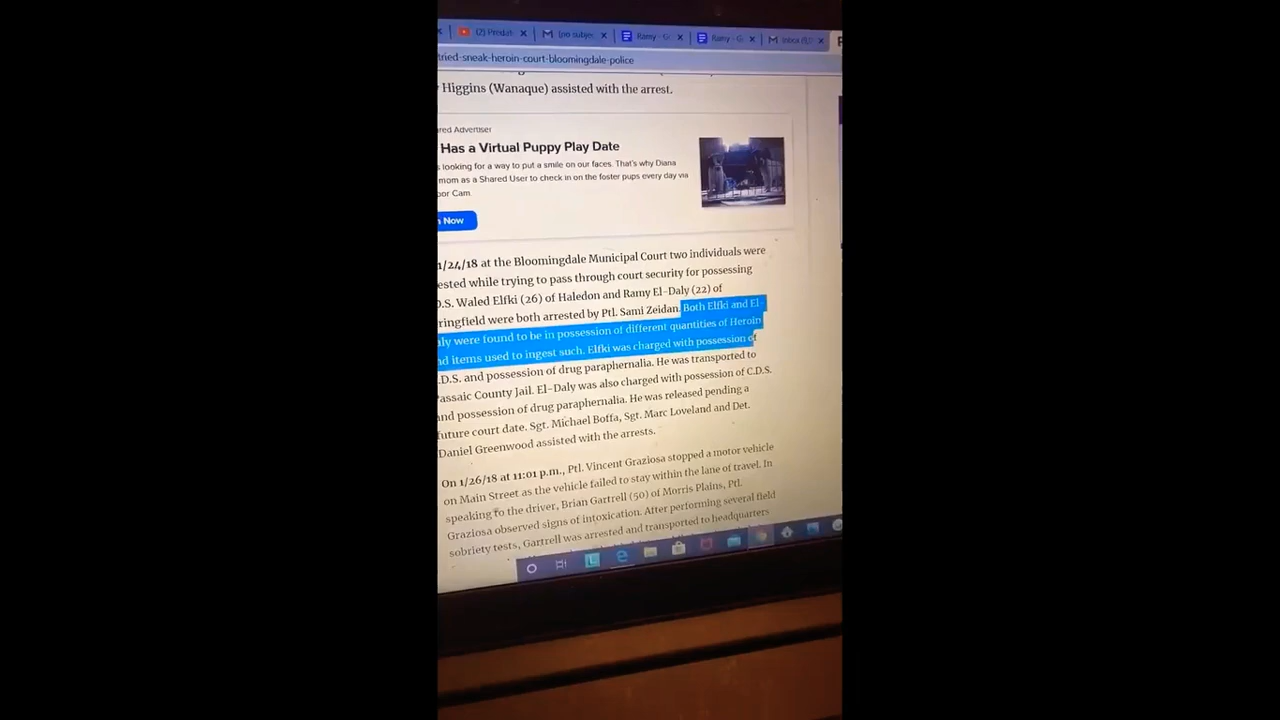 (2) Predat
(no subjec
Ramy - G
Ramy - G
Inbox
tried-sneak-heroin-court-bloomingdale-police
Higgins (Wanaque) assisted with the arrest.
red Advertiser
Has a Virtual Puppy Play Date
looking for a way to put a smile on our faces. That's why Diana
mom as a Shared User to check in on the foster pups every day via
oor Cam.
n Now
1/24/18 at the Bloomingdale Municipal Court two individuals were
ested while trying to pass through court security for possessing
D.S. Waled Elfki (26) of Haledon and Ramy El-Daly (22) of
ringfield were both arrested by Ptl. Sami Zeidan. Both Elfki and El-
aly were found to be in possession of different quantities of Heroin
nd items used to ingest such. Elfki was charged with possession of
.D.S. and possession of drug paraphernalia. He was transported to
assaic County Jail. El-Daly was also charged with possession of C.D.S.
and possession of drug paraphernalia. He was released pending a
future court date. Sgt. Michael Boffa, Sgt. Marc Loveland and Det.
Daniel Greenwood assisted with the arrests.
On 1/26/18 at 11:01 p.m., Ptl. Vincent Graziosa stopped a motor vehicle
on Main Street as the vehicle failed to stay within the lane of travel. In
speaking to the driver, Brian Gartrell (50) of Morris Plains, Ptl.
Graziosa observed signs of intoxication. After performing several field
sobriety tests, Gartrell was arrested and transported to headquarters